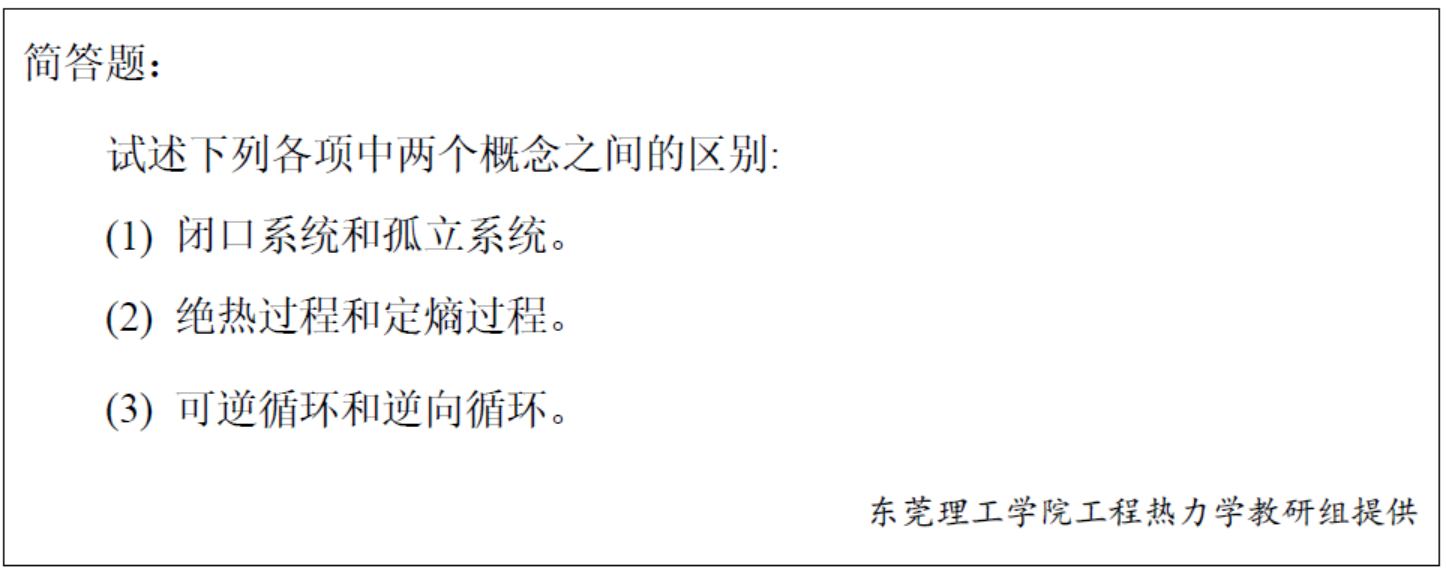 简答题：
试述下列各项中两个概念之间的区别:
(1) 闭口系统和孤立系统。
(2) 绝热过程和定熵过程。
(3) 可逆循环和逆向循环。
东莞理工学院工程热力学教研组提供